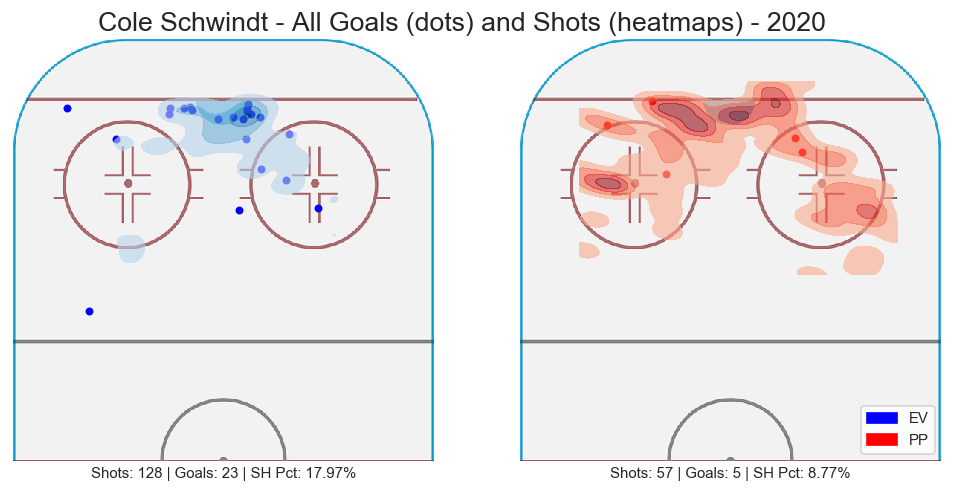 Cole Schwindt - All Goals (dots) and Shots (heatmaps) - 2020
EV
PP
Shots: 128 | Goals: 23 | SH Pct: 17.97%
Shots: 57 | Goals: 5 | SH Pct: 8.77%